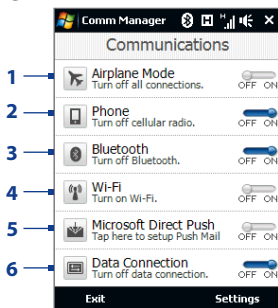 Comm Manager
Communications
1 Airplane Mode
Turn off all connections.
OFF ON
2 Phone
Turn off cellular radio.
OFF ON
3 Bluetooth
Turn off Bluetooth.
OFF ON
4 Wi-Fi
Turn on Wi-Fi.
OFF ON
5 Microsoft Direct Push
Tap here to setup Push Mail
OFF ON
6 Data Connection
Turn off data connection.
OFF ON
Exit Settings